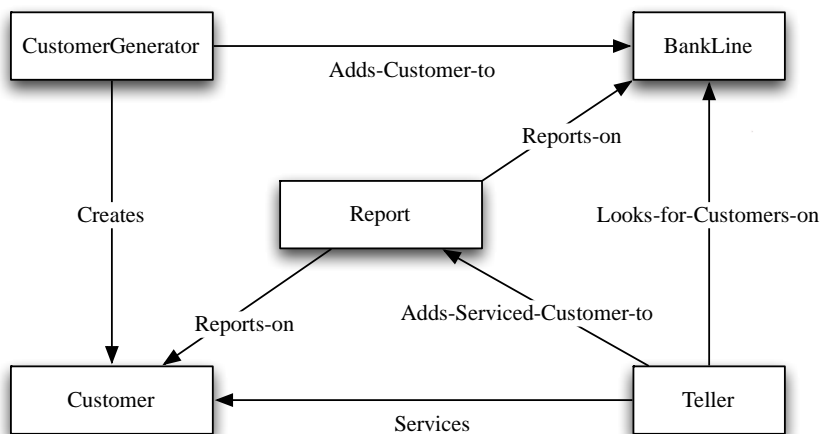 CustomerGenerator
BankLine
Adds-Customer-to
Reports-on
Creates
Report
Looks-for-Customers-on
Reports-on
Adds-Serviced-Customer-to
Customer
Teller
Services